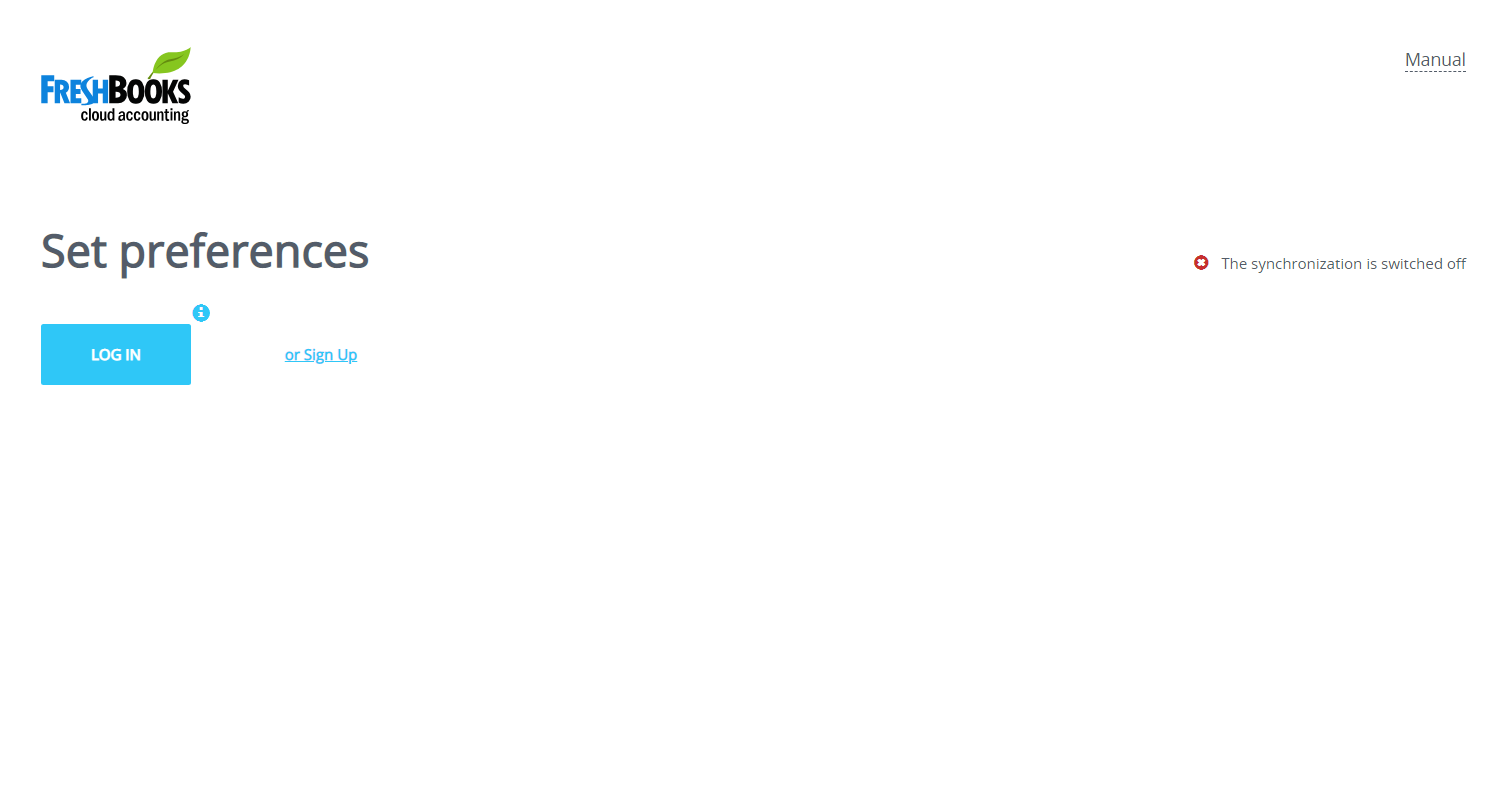 FRESHBOOKS
cloud accounting
Manual
Set preferences
The synchronization is switched off
LOG IN
or Sign Up